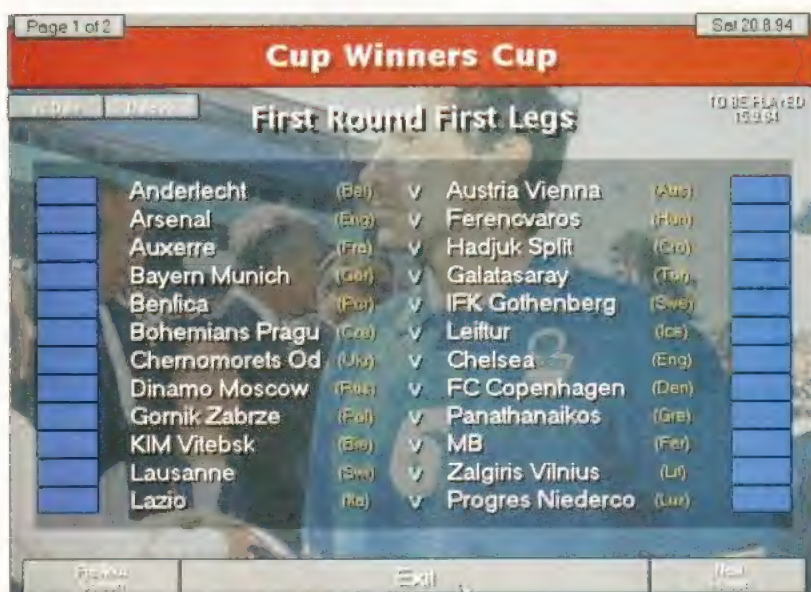 Page 1 of 2
Sat 20.8.94
Cup Winners Cup
First Round First Legs
TO BE PLAYED
15.9.94
Anderlecht (Bel) v Austria Vienna (Aus)
Arsenal (Eng) v Ferencvaros (Hun)
Auxerre (Fra) v Hadjuk Split (Cro)
Bayern Munich (Ger) v Galatasaray (Tur)
Benfica (Por) v IFK Gothenberg (Swe)
Bohemians Pragu (Cze) v Leiftur (Ice)
Chernomorets Od (Ukr) v Chelsea (Eng)
Dinamo Moscow (Rus) v FC Copenhagen (Den)
Gornik Zabrze (Pol) v Panathanaikos (Gre)
KIM Vitebsk (Bie) v MB (Far)
Lausanne (Swi) v Zalgiris Vilnius (Lit)
Lazio (Ita) v Progres Niederco (Lux)
Exit